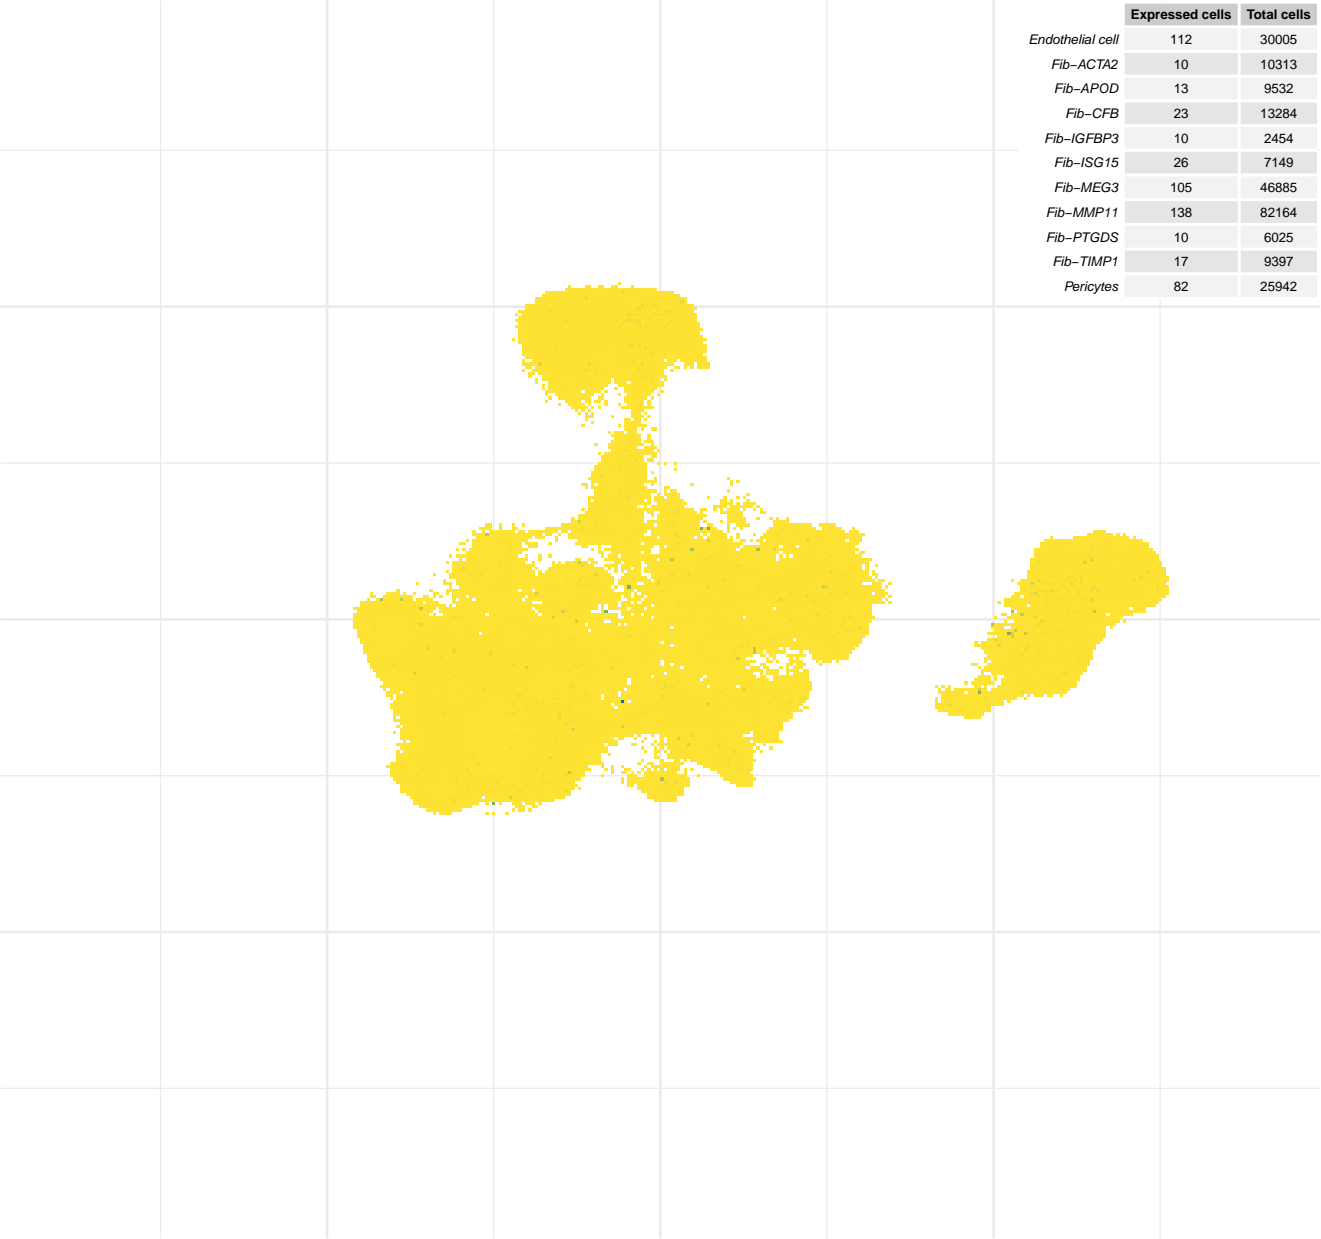 Expressed cells Total cells
Endothelial cell 112 30005
Fib−ACTA2 10 10313
Fib−APOD 13 9532
Fib−CFB 23 13284
Fib−IGFBP3 10 2454
Fib−ISG15 26 7149
Fib−MEG3 105 46885
Fib−MMP11 138 82164
Fib−PTGDS 10 6025
Fib−TIMP1 17 9397
Pericytes 82 25942